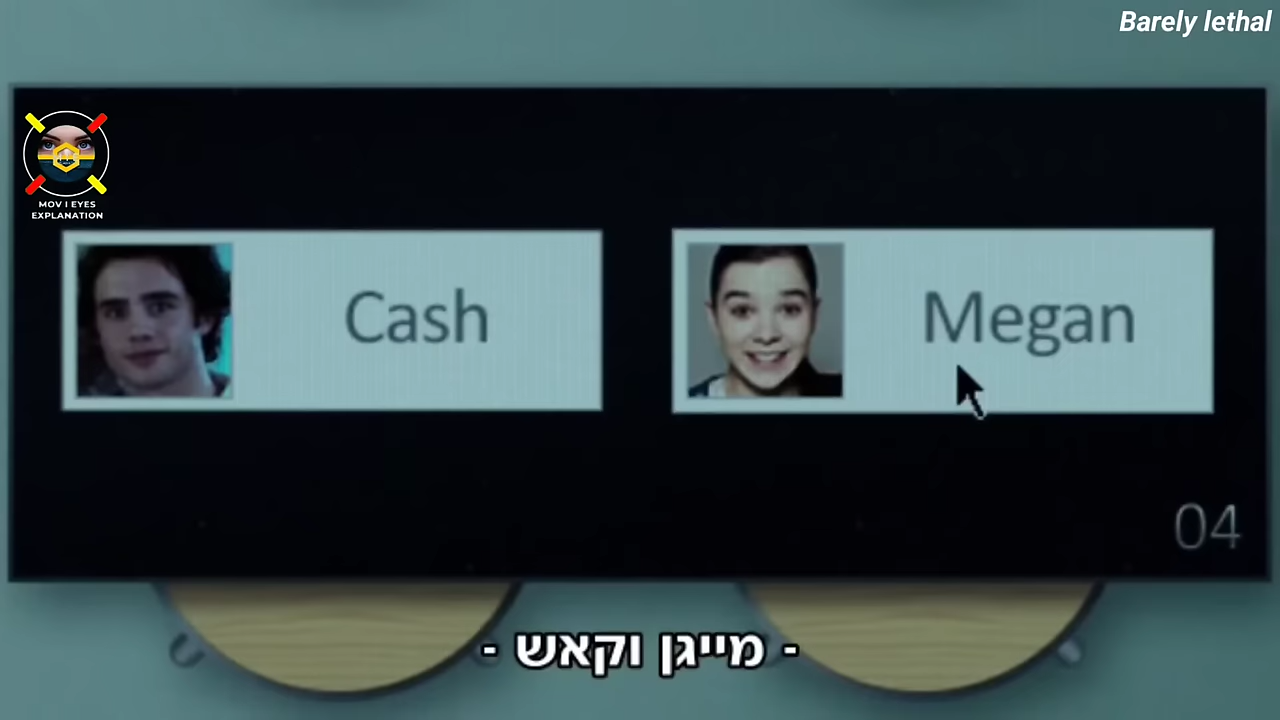 Barely lethal
MOV I EYES
EXPLANATION
Cash
Megan
04
- מייגן וקאש -